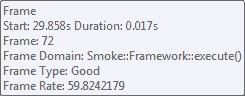 Frame
Start: 29.858s Duration: 0.017s
Frame: 72
Frame Domain: Smoke::Framework::execute()
Frame Type: Good
Frame Rate: 59.8242179